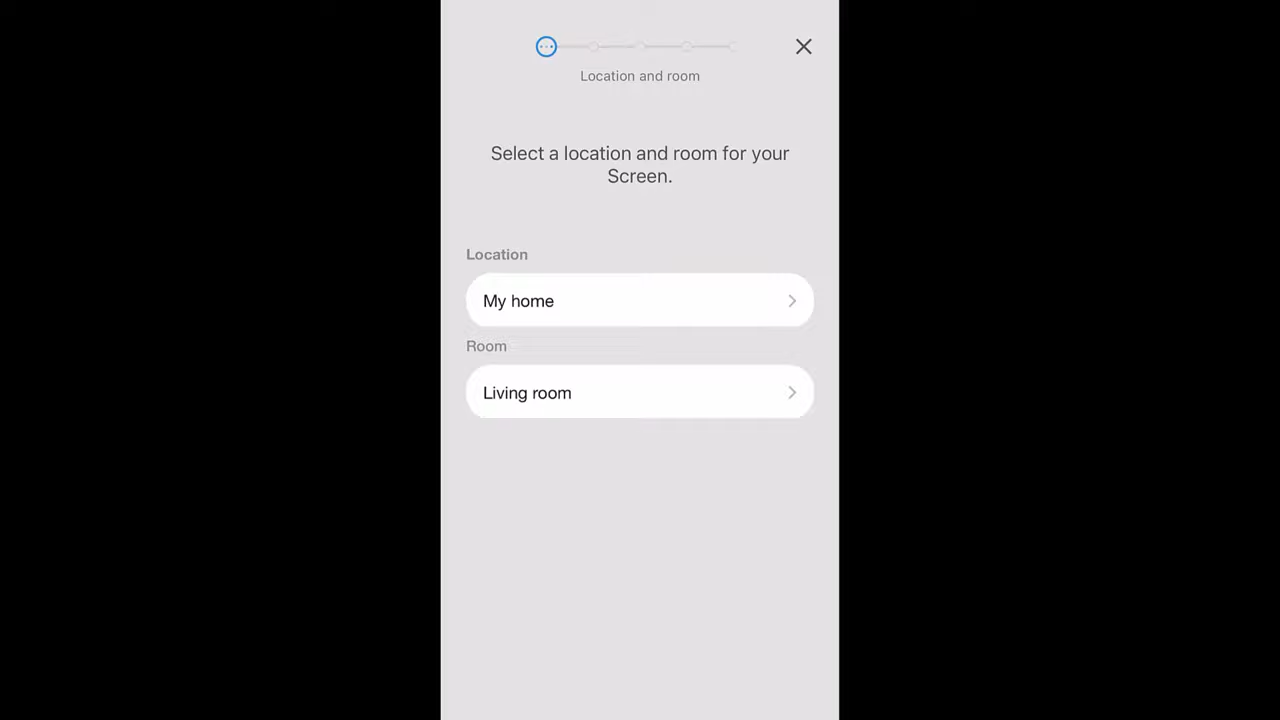 Location and room
Select a location and room for your
Screen.
Location
My home
Room
Living room